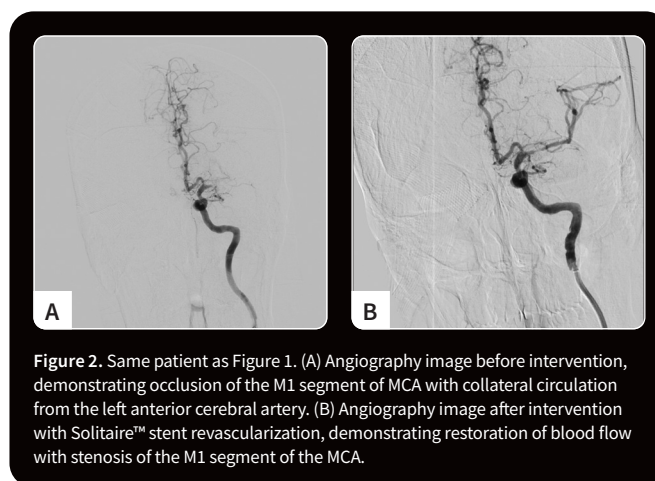 A
B
Figure 2. Same patient as Figure 1. (A) Angiography image before intervention,
demonstrating occlusion of the M1 segment of MCA with collateral circulation
from the left anterior cerebral artery. (B) Angiography image after intervention
with Solitaire™ stent revascularization, demonstrating restoration of blood flow
with stenosis of the M1 segment of the MCA.